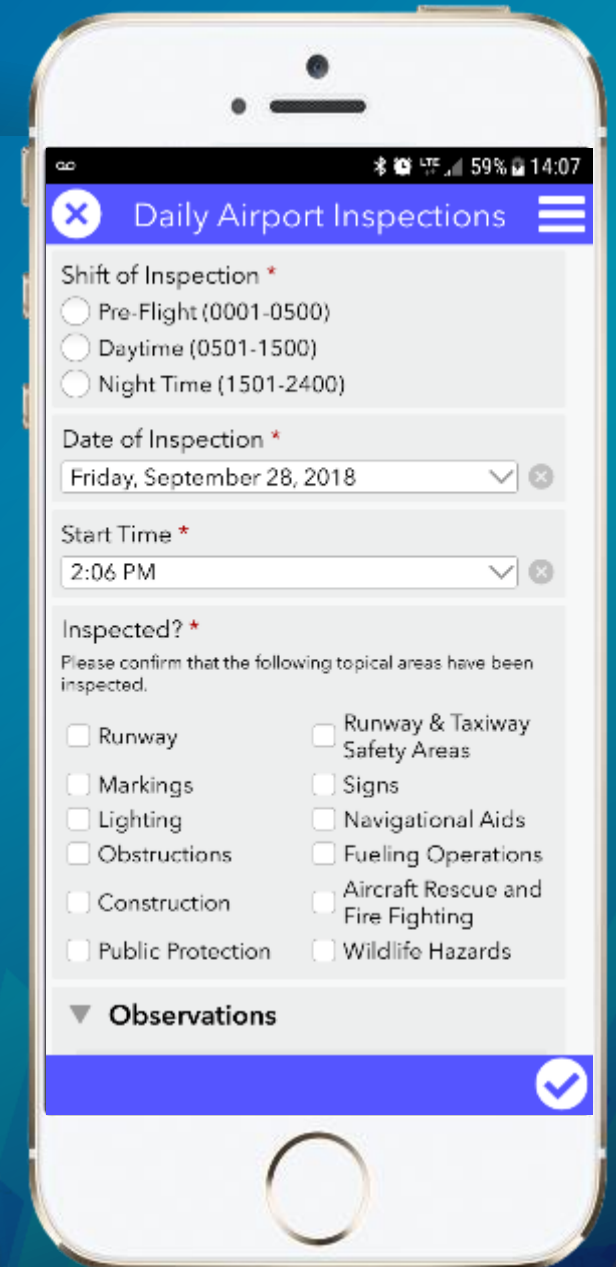 LTE 59% 14:07
Daily Airport Inspections
Shift of Inspection *
Pre-Flight (0001-0500)
Daytime (0501-1500)
Night Time (1501-2400)
Date of Inspection *
Friday, September 28, 2018
Start Time *
2:06 PM
Inspected? *
Please confirm that the following topical areas have been
inspected.
Runway
Runway & Taxiway
Safety Areas
Markings
Signs
Lighting
Navigational Aids
Obstructions
Fueling Operations
Construction
Aircraft Rescue and
Fire Fighting
Public Protection
Wildlife Hazards
Observations